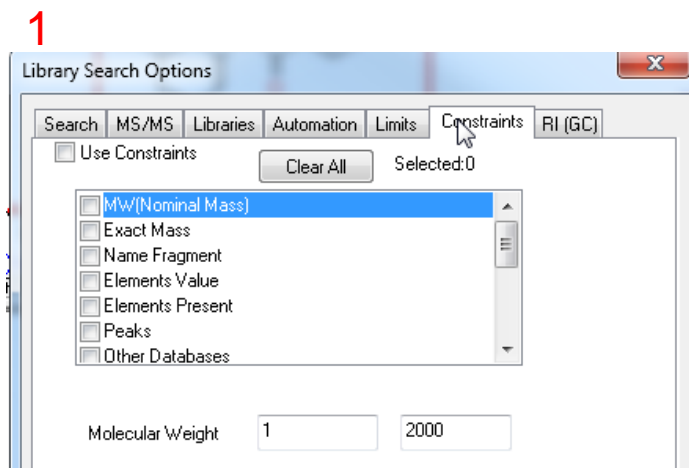 1
Library Search Options
Search MS/MS Libraries Automation Limits Constraints RI (GC)
Use Constraints Clear All Selected:0
MW(Nominal Mass)
Exact Mass
Name Fragment
Elements Value
Elements Present
Peaks
Other Databases
Molecular Weight 1 2000